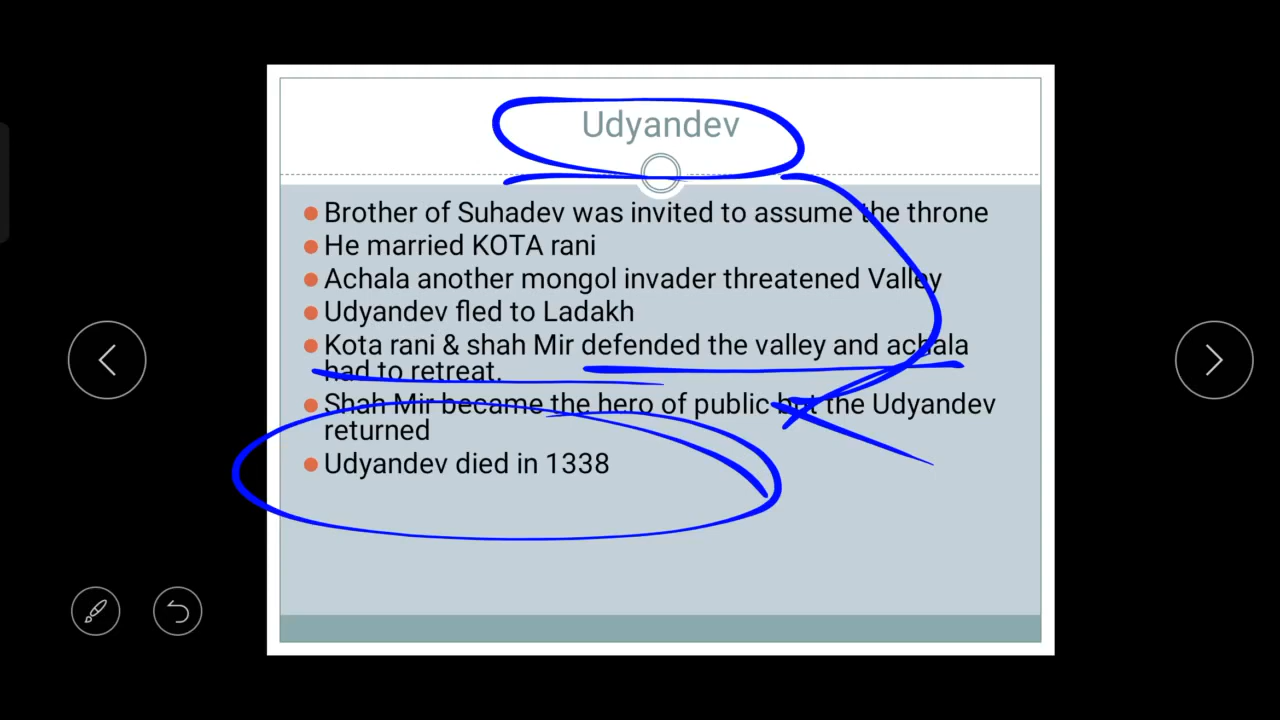 Udyandev
Brother of Suhadev was invited to assume the throne
He married KOTA rani
Achala another mongol invader threatened Valley
Udyandev fled to Ladakh
Kota rani & shah Mir defended the valley and achala
had to retreat.
Shah Mir became the hero of public but the Udyandev
returned
Udyandev died in 1338